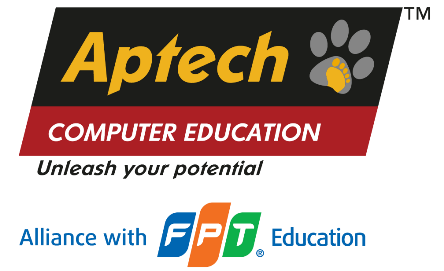 Aptech ™
COMPUTER EDUCATION
Unleash your potential
Alliance with FPT® Education